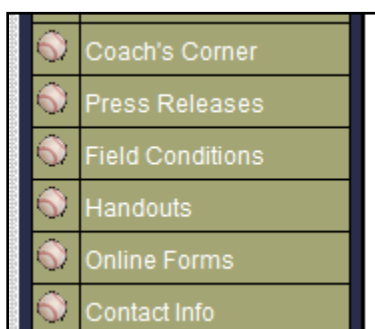 Coach's Corner
Press Releases
Field Conditions
Handouts
Online Forms
Contact Info